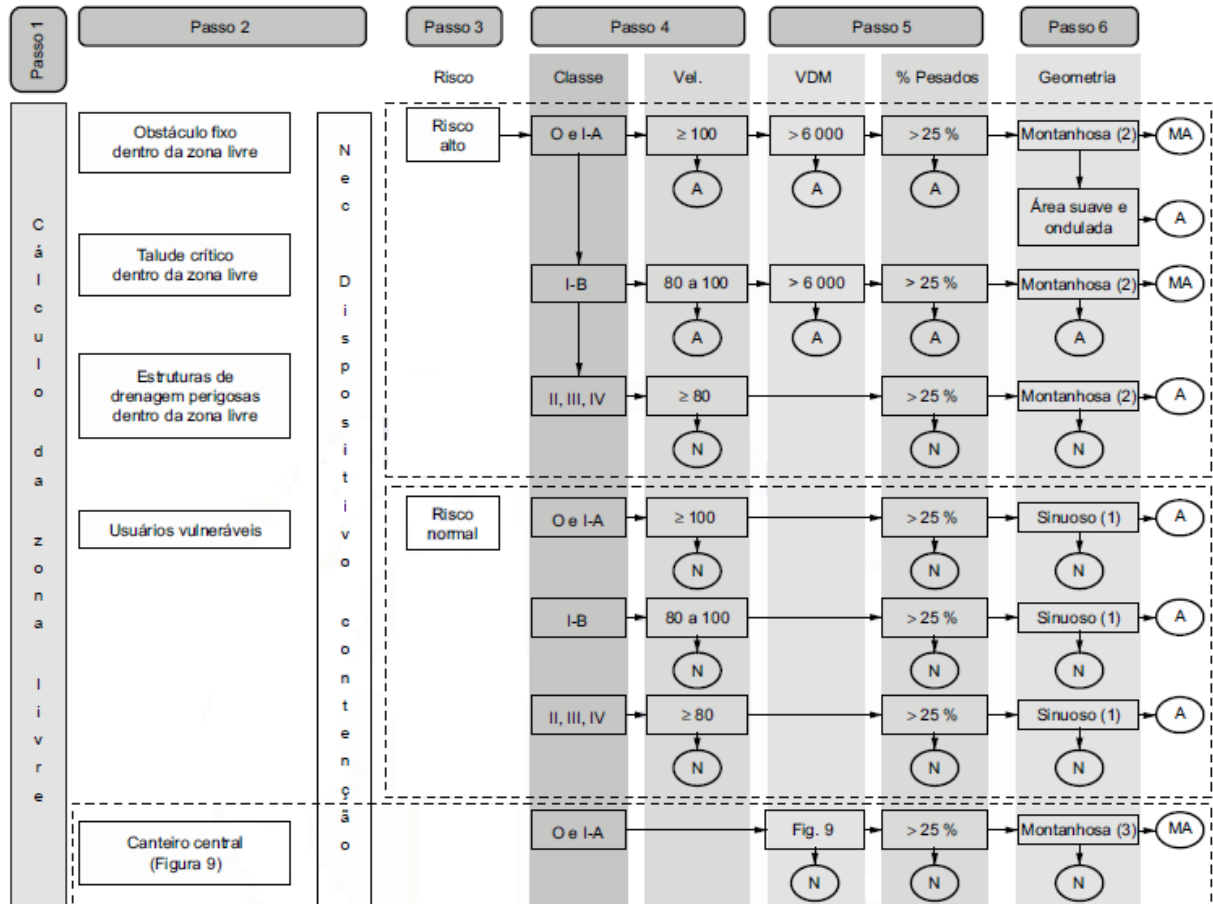 Passo 1
Passo 2
Passo 3
Passo 4
Passo 5
Passo 6
Risco
Classe
Vel.
VDM
% Pesados
Geometria
Cálculo da zona livre
Obstáculo fixo
dentro da zona livre
Talude crítico
dentro da zona livre
Estruturas de
drenagem perigosas
dentro da zona livre
Usuários vulneráveis
Canteiro central
(Figura 9)
Nec Dispositivo contenção
Risco
alto
O e I-A
≥ 100
> 6 000
> 25 %
Montanhosa (2)
MA
A
A
A
Área suave e
ondulada
A
I-B
80 a 100
> 6 000
> 25 %
Montanhosa (2)
MA
A
A
A
A
II, III, IV
≥ 80
> 25 %
Montanhosa (2)
A
N
N
N
Risco
normal
O e I-A
≥ 100
> 25 %
Sinuoso (1)
A
N
N
N
I-B
80 a 100
> 25 %
Sinuoso (1)
A
N
N
N
II, III, IV
≥ 80
> 25 %
Sinuoso (1)
A
N
N
N
O e I-A
Fig. 9
> 25 %
Montanhosa (3)
MA
N
N
N